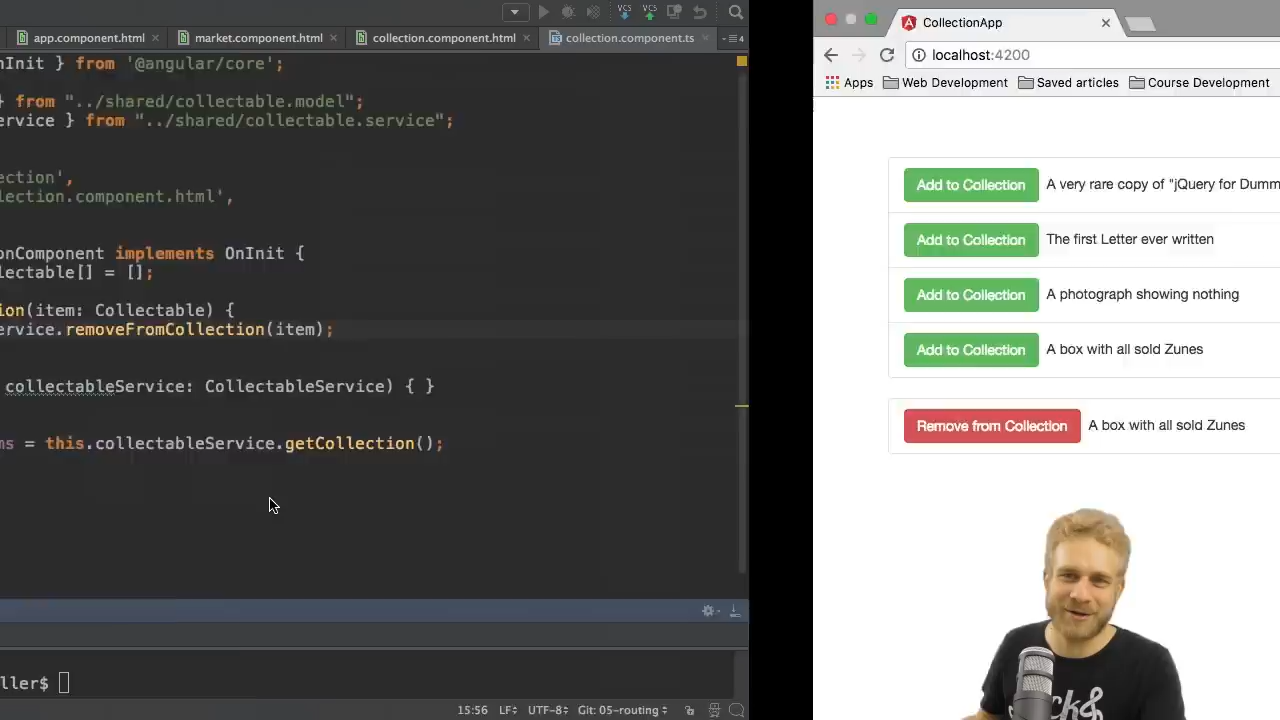 app.component.html
market.component.html
collection.component.html
collection.component.ts
nInit } from '@angular/core';
} from "../shared/collectable.model";
ervice } from "../shared/collectable.service";
ection',
lection.component.html',
onComponent implements OnInit {
lectable[] = [];
ion(item: Collectable) {
ervice.removeFromCollection(item);
collectableService: CollectableService) { }
ms = this.collectableService.getCollection();
ller$
15:56 LF UTF-8 Git: 05-routing
CollectionApp
localhost:4200
Apps Web Development Saved articles Course Development
Add to Collection A very rare copy of "jQuery for Dumm
Add to Collection The first Letter ever written
Add to Collection A photograph showing nothing
Add to Collection A box with all sold Zunes
Remove from Collection A box with all sold Zunes